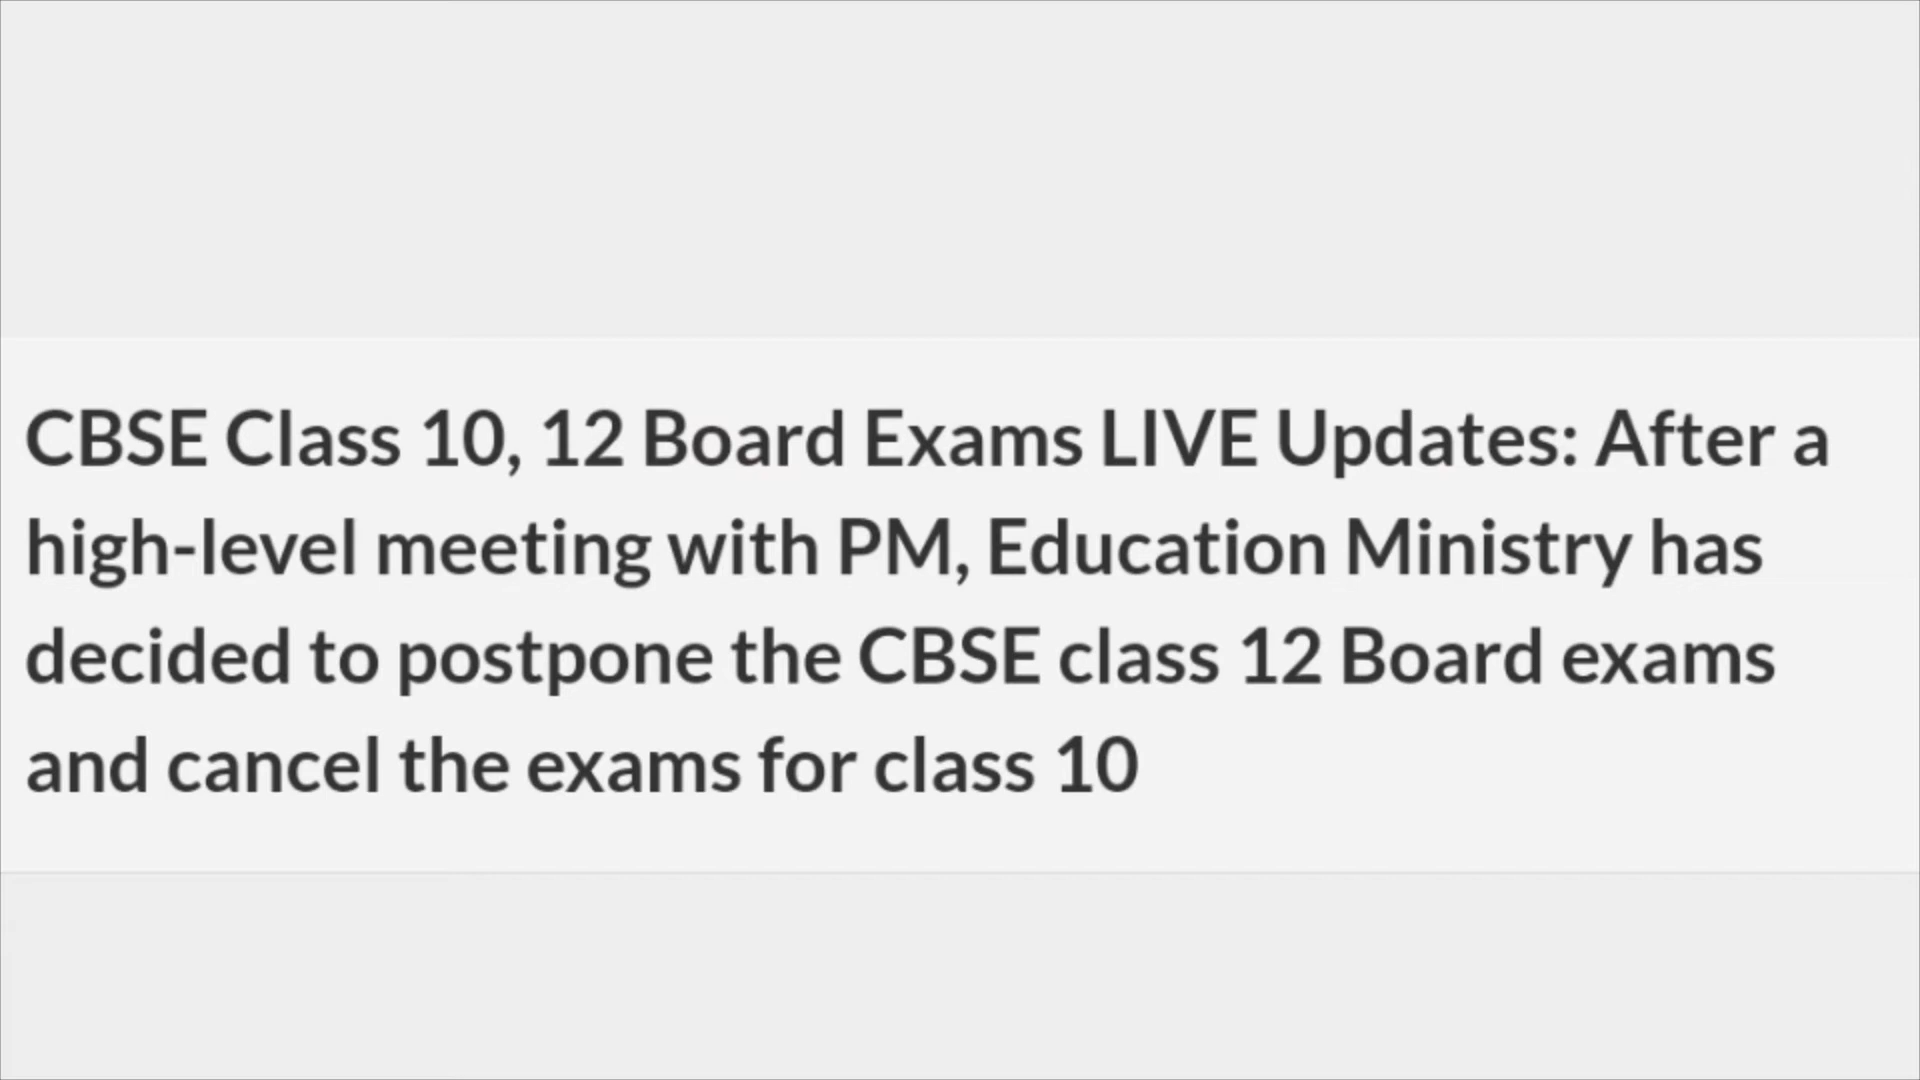 CBSE Class 10, 12 Board Exams LIVE Updates: After a
high-level meeting with PM, Education Ministry has
decided to postpone the CBSE class 12 Board exams
and cancel the exams for class 10